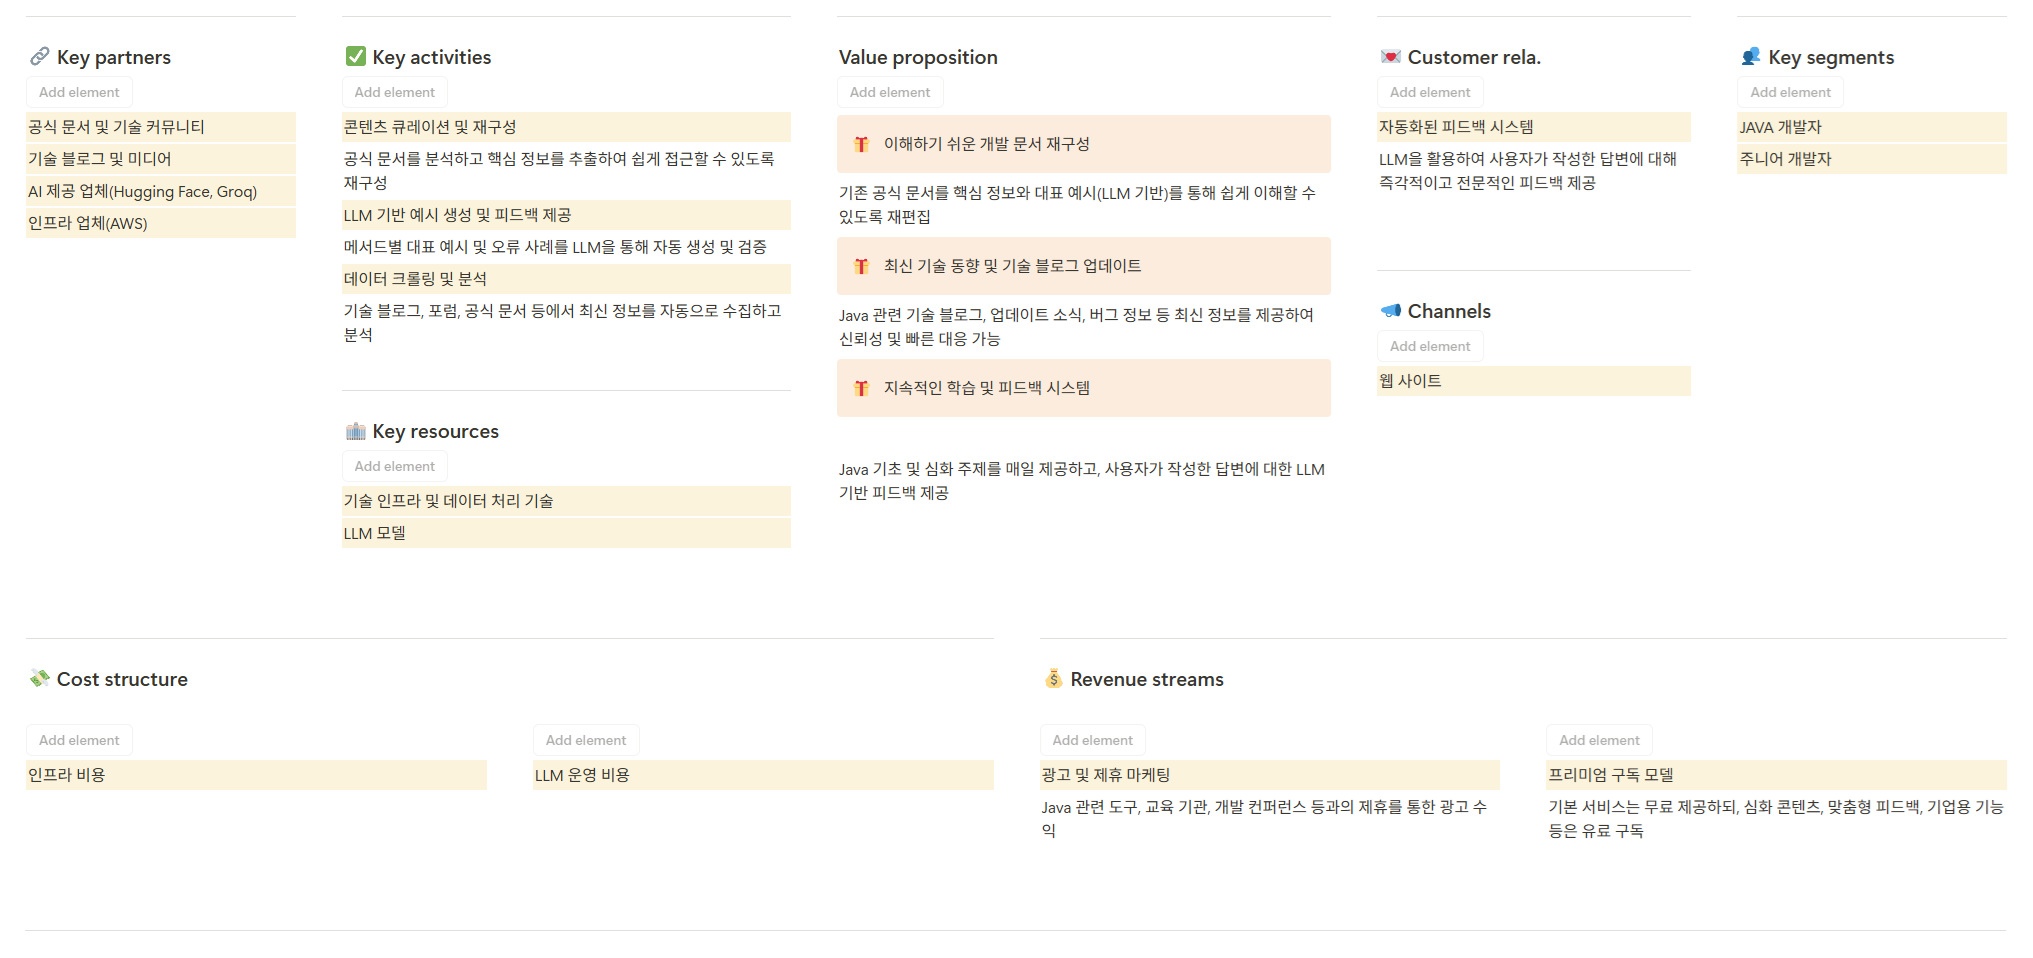 Key partners
Add element
공식 문서 및 기술 커뮤니티
기술 블로그 및 미디어
AI 제공 업체(Hugging Face, Groq)
인프라 업체(AWS)
Key activities
Add element
콘텐츠 큐레이션 및 재구성
공식 문서를 분석하고 핵심 정보를 추출하여 쉽게 접근할 수 있도록
재구성
LLM 기반 예시 생성 및 피드백 제공
메서드별 대표 예시 및 오류 사례를 LLM을 통해 자동 생성 및 검증
데이터 크롤링 및 분석
기술 블로그, 포럼, 공식 문서 등에서 최신 정보를 자동으로 수집하고
분석
Key resources
Add element
기술 인프라 및 데이터 처리 기술
LLM 모델
Value proposition
Add element
이해하기 쉬운 개발 문서 재구성
기존 공식 문서를 핵심 정보와 대표 예시(LLM 기반)를 통해 쉽게 이해할 수
있도록 재편집
최신 기술 동향 및 기술 블로그 업데이트
Java 관련 기술 블로그, 업데이트 소식, 버그 정보 등 최신 정보를 제공하여
신뢰성 및 빠른 대응 가능
지속적인 학습 및 피드백 시스템
Java 기초 및 심화 주제를 매일 제공하고, 사용자가 작성한 답변에 대한 LLM
기반 피드백 제공
Customer rela.
Add element
자동화된 피드백 시스템
LLM을 활용하여 사용자가 작성한 답변에 대해
즉각적이고 전문적인 피드백 제공
Channels
Add element
웹 사이트
Key segments
Add element
JAVA 개발자
주니어 개발자
Cost structure
Add element
인프라 비용
Add element
LLM 운영 비용
Revenue streams
Add element
광고 및 제휴 마케팅
Java 관련 도구, 교육 기관, 개발 컨퍼런스 등과의 제휴를 통한 광고 수
익
Add element
프리미엄 구독 모델
기본 서비스는 무료 제공하되, 심화 콘텐츠, 맞춤형 피드백, 기업용 기능
등은 유료 구독